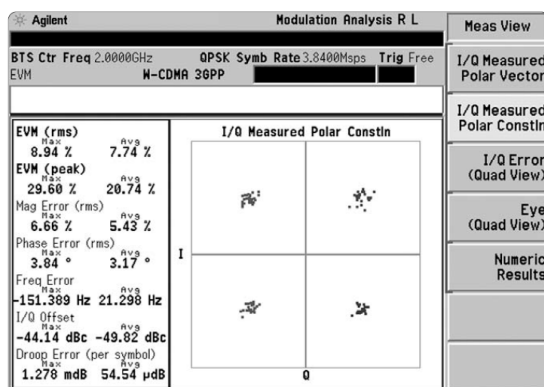 Agilent Modulation Analysis R L
BTS Ctr Freq 2.0000GHz QPSK Symb Rate 3.8400Msps Trig Free
EVM W-CDMA 3GPP
EVM (rms)
Max Avg
8.94 % 7.74 %
EVM (peak)
Max Avg
29.60 % 20.74 %
Mag Error (rms)
Max Avg
6.66 % 5.43 %
Phase Error (rms)
Max Avg
3.84 ° 3.17 °
Freq Error
Max Avg
-151.389 Hz 21.298 Hz
I/Q Offset
Max Avg
-44.14 dBc -49.82 dBc
Droop Error (per symbol)
Max Avg
1.278 mdB 54.54 µdB
I/Q Measured Polar Constln
I
Q
Meas View
I/Q Measured
Polar Vector
I/Q Measured
Polar Constln
I/Q Error
(Quad View)
Eye
(Quad View)
Numeric
Results